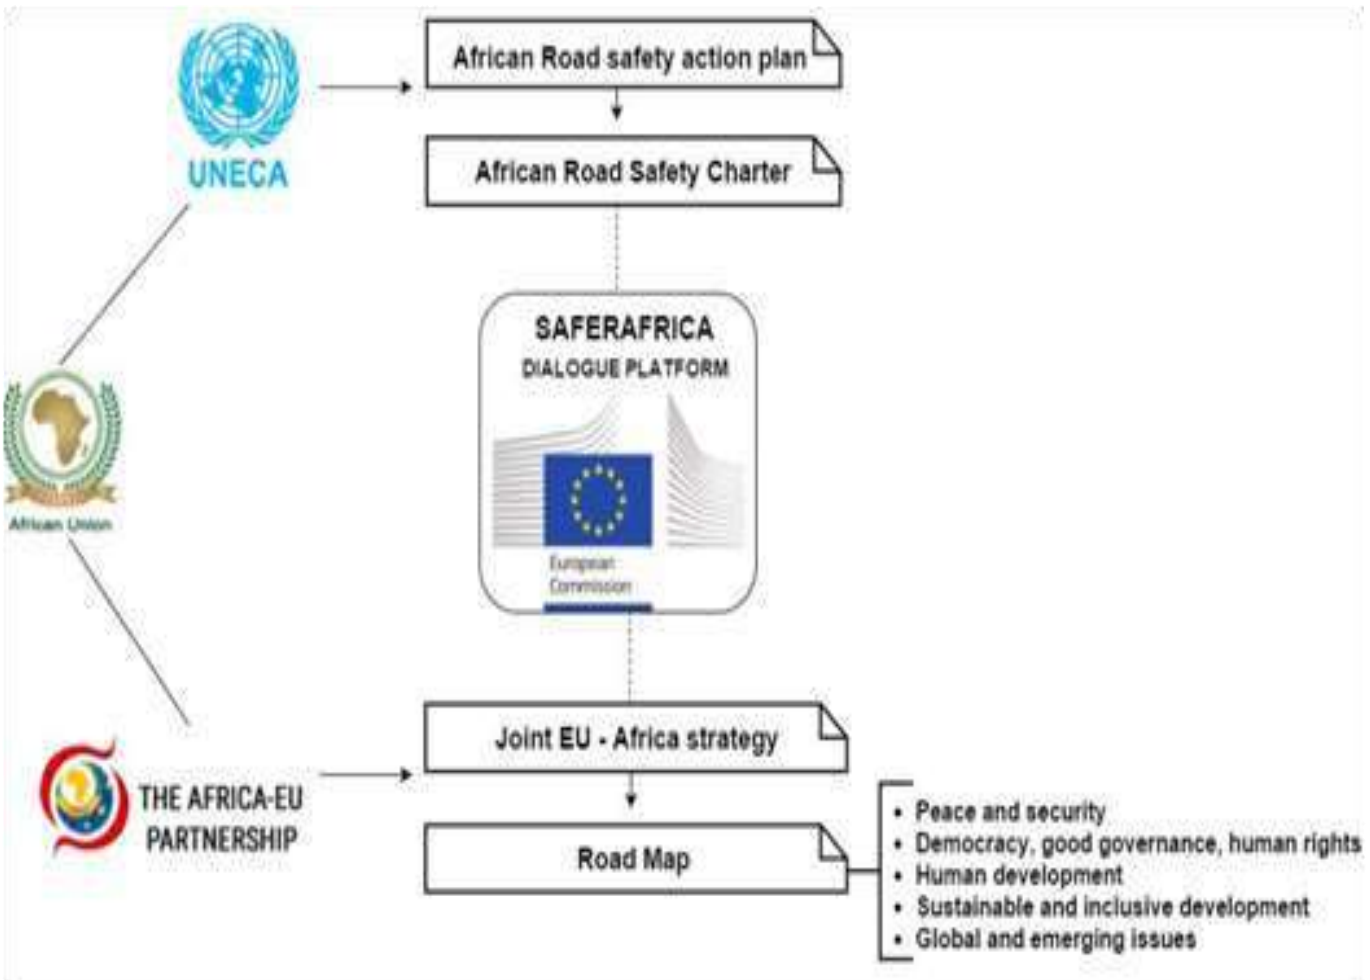 African Road safety action plan
UNECA
African Road Safety Charter
SAFERAFRICA
DIALOGUE PLATFORM
African Union
European
Commission
Joint EU - Africa strategy
THE AFRICA-EU
PARTNERSHIP
Road Map
• Peace and security
• Democracy, good governance, human rights
• Human development
• Sustainable and inclusive development
• Global and emerging issues